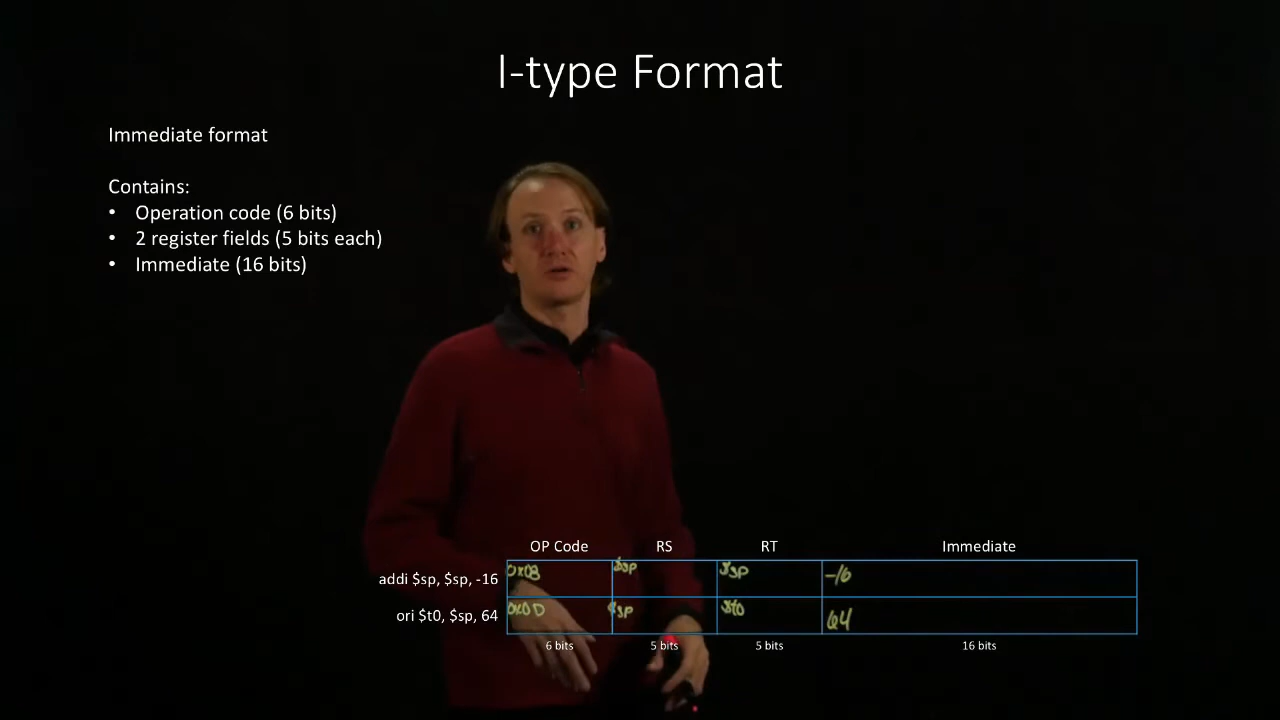 I-type Format
Immediate format
Contains:
• Operation code (6 bits)
• 2 register fields (5 bits each)
• Immediate (16 bits)
OP Code RS RT Immediate
addi $sp, $sp, -16 0x08 $sp $sp -16
ori $t0, $sp, 64 0x0D $sp $t0 64
6 bits 5 bits 5 bits 16 bits